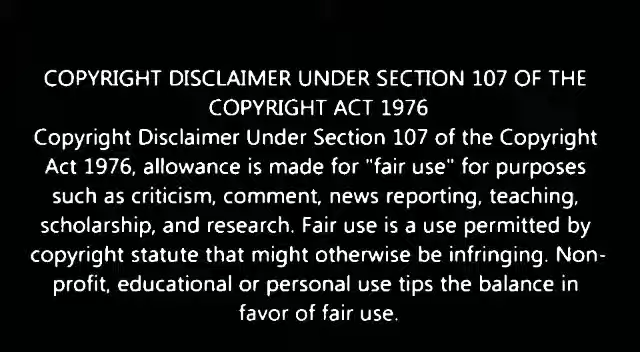 COPYRIGHT DISCLAIMER UNDER SECTION 107 OF THE
COPYRIGHT ACT 1976
Copyright Disclaimer Under Section 107 of the Copyright
Act 1976, allowance is made for "fair use" for purposes
such as criticism, comment, news reporting, teaching,
scholarship, and research. Fair use is a use permitted by
copyright statute that might otherwise be infringing. Non-
profit, educational or personal use tips the balance in
favor of fair use.